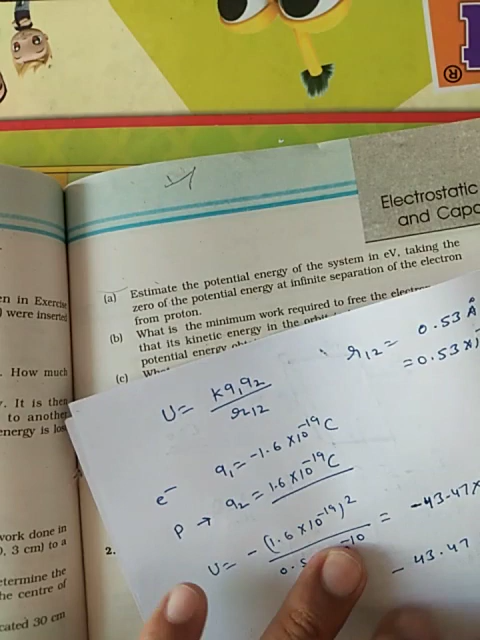 ®
Electrostatic
and Capa
(a) Estimate the potential energy of the system in eV, taking the
zero of the potential energy at infinite separation of the electron
from proton.
(b) What is the minimum work required to free the electron,
that its kinetic energy in the orbit
potential energy
(c)
en in Exercise
) were inserted
. How much
. It is then
to another
energy is los
2.
work done in
0, 3 cm) to a
etermine the
he centre of
cated 30 cm
U = Kq1q2
r12
r12 = 0.53 Å
= 0.53 X1
e⁻ q1 = -1.6 X10⁻¹⁹ C
P → q2 = 1.6 X10⁻¹⁹ C
U = - (1.6 X10⁻¹⁹)² = -43.47 X
0.5 -10
- 43.47